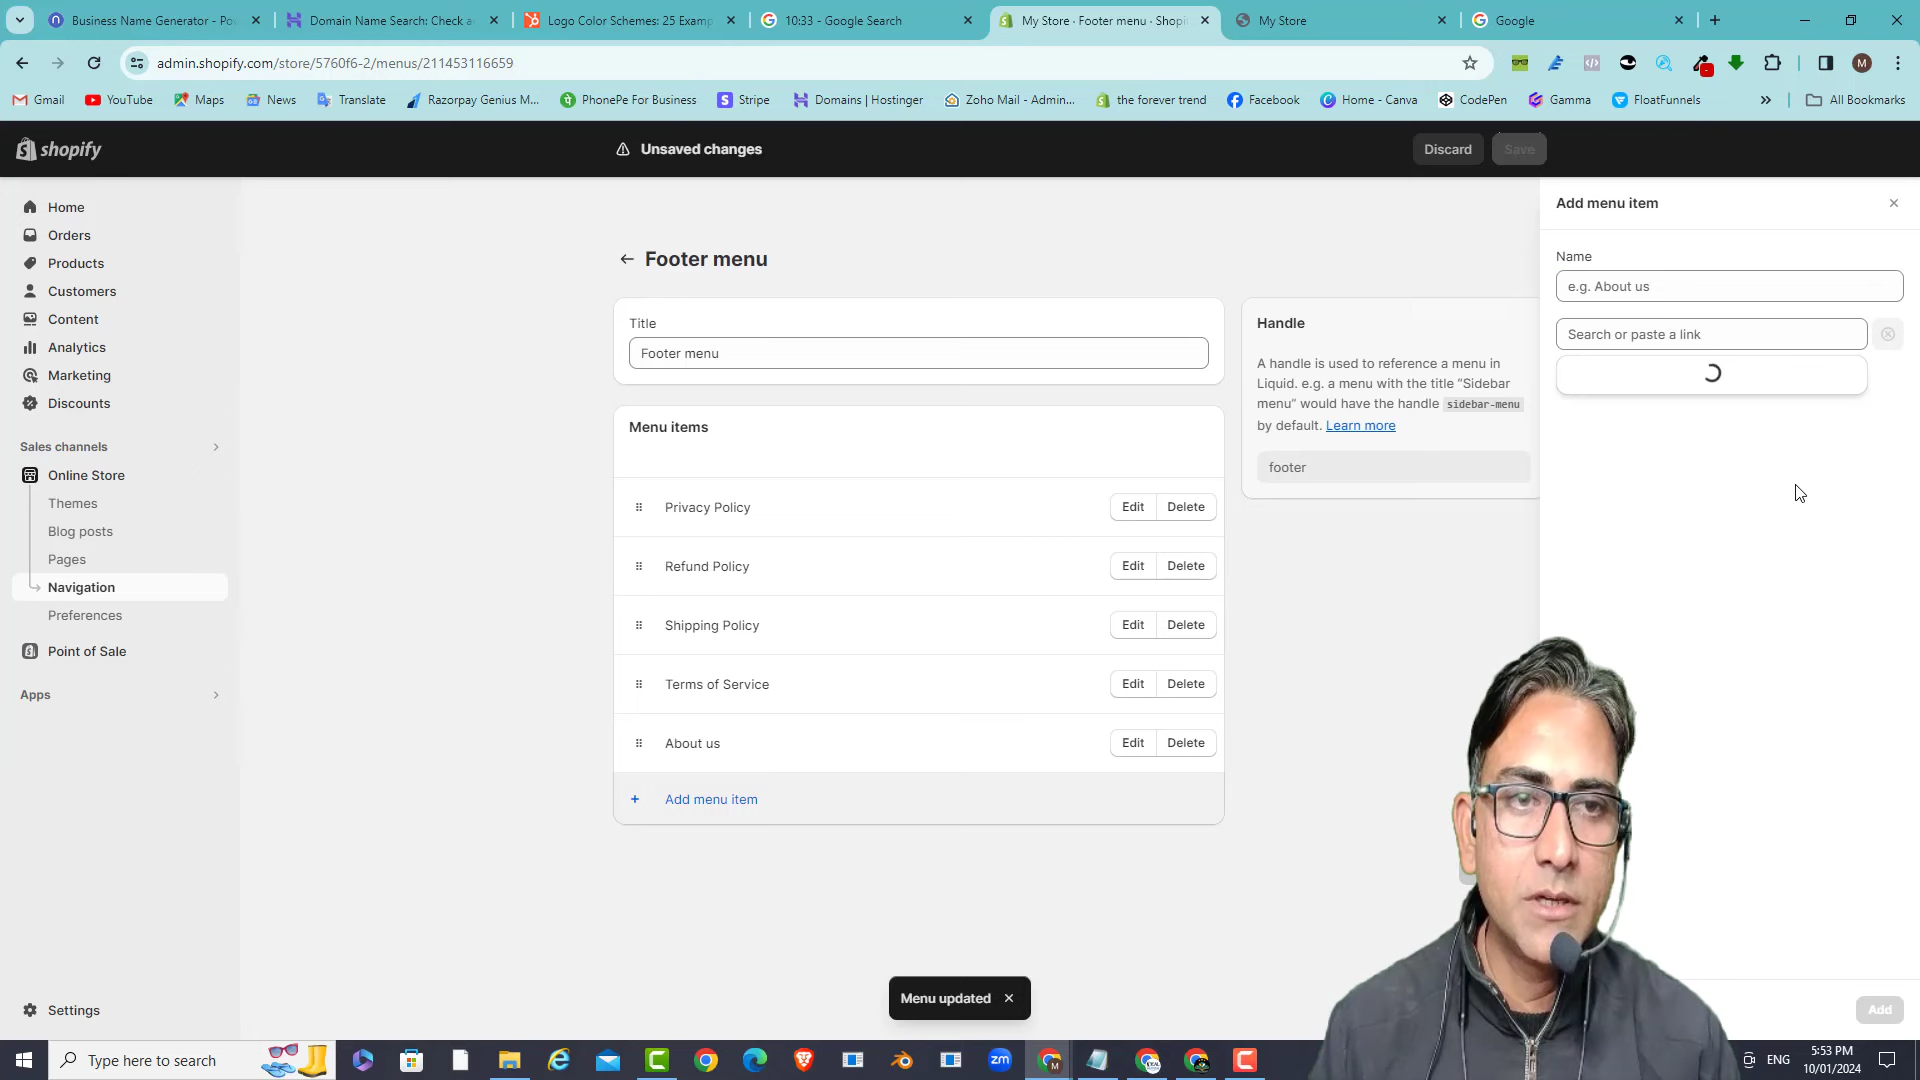 Business Name Generator - Po
Domain Name Search: Check a
Logo Color Schemes: 25 Examp
10:33 - Google Search
My Store · Footer menu · Shopi
My Store
Google
admin.shopify.com/store/5760f6-2/menus/211453116659
M
Gmail
YouTube
Maps
News
Translate
Razorpay Genius M...
PhonePe For Business
Stripe
Domains | Hostinger
Zoho Mail - Admin...
the forever trend
Facebook
Home - Canva
CodePen
Gamma
FloatFunnels
All Bookmarks
shopify
Unsaved changes
Discard
Save
Home
Orders
Products
Customers
Content
Analytics
Marketing
Discounts
Sales channels
Online Store
Themes
Blog posts
Pages
Navigation
Preferences
Point of Sale
Apps
Settings
Footer menu
Title
Footer menu
Menu items
Privacy Policy
Edit
Delete
Refund Policy
Edit
Delete
Shipping Policy
Edit
Delete
Terms of Service
Edit
Delete
About us
Edit
Delete
+ Add menu item
Handle
A handle is used to reference a menu in
Liquid. e.g. a menu with the title “Sidebar
menu” would have the handle sidebar-menu
by default. Learn more
footer
Add menu item
Name
e.g. About us
Search or paste a link
Add
Menu updated
Type here to search
zm
ENG
5:53 PM
10/01/2024